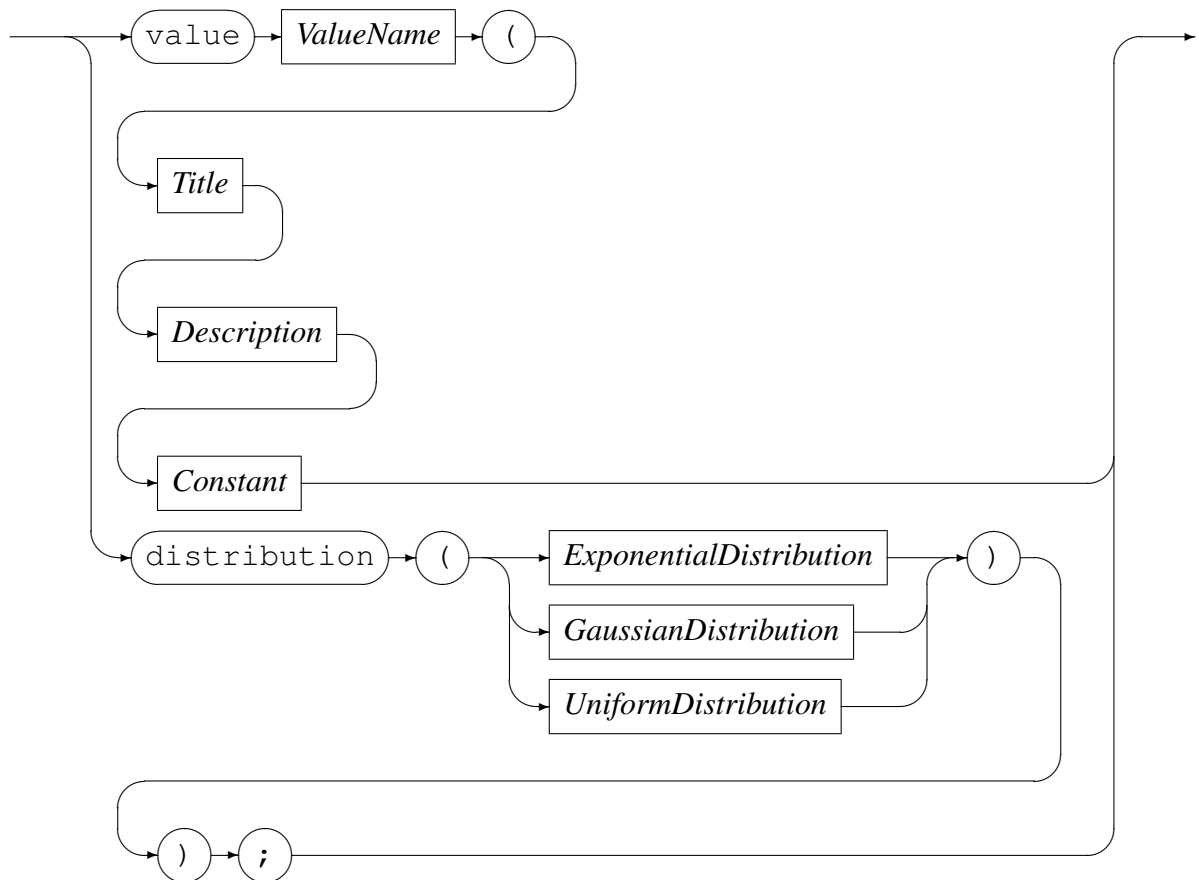 value ValueName (
Title
Description
Constant
distribution ( ExponentialDistribution )
GaussianDistribution
UniformDistribution
) ;